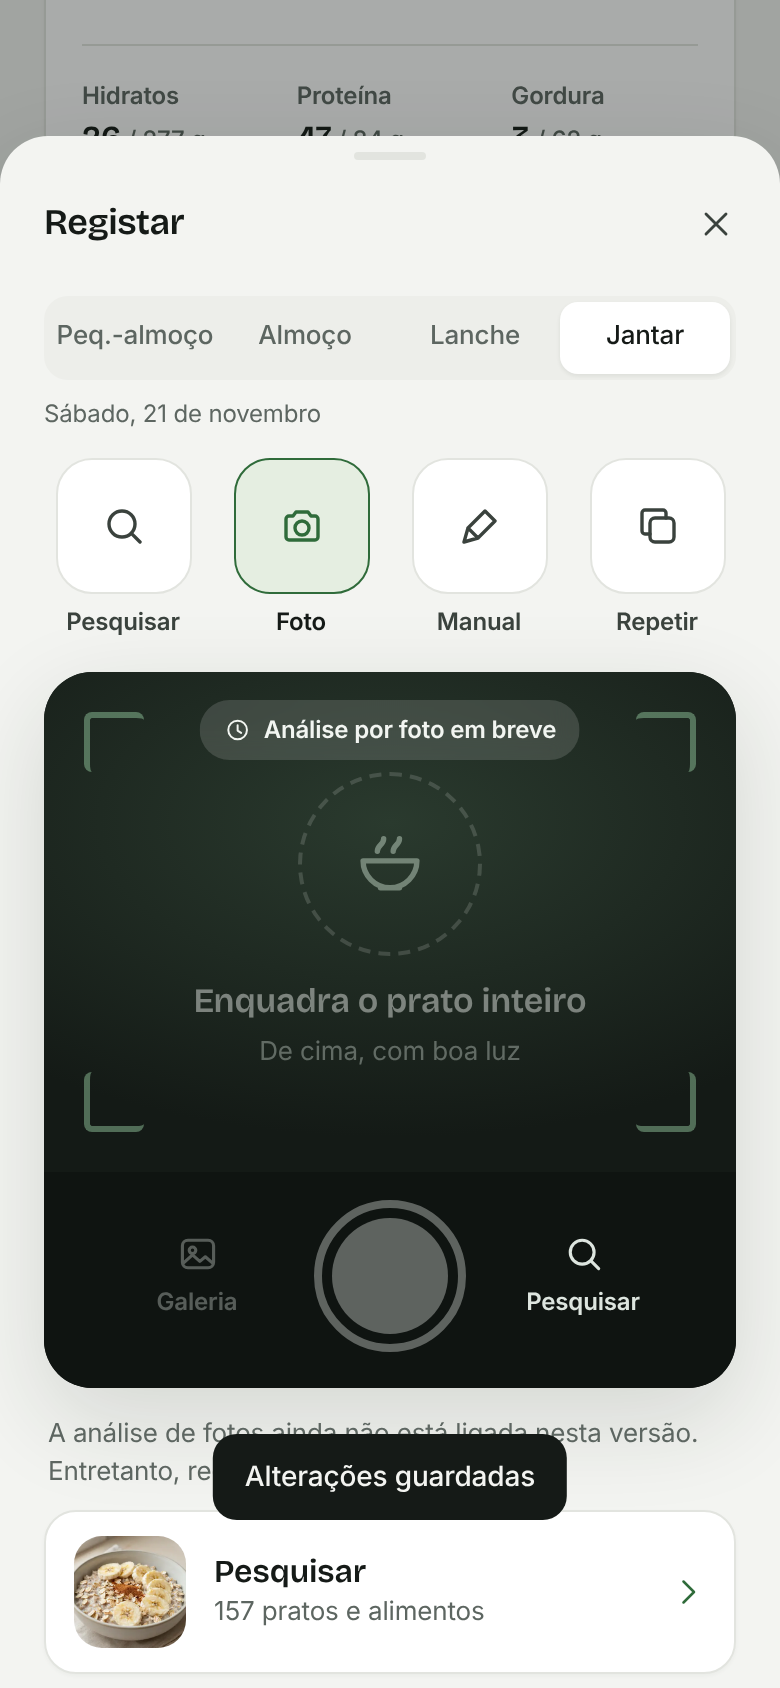 Hidratos Proteína Gordura
Registar
Peq.-almoço Almoço Lanche Jantar
Sábado, 21 de novembro
Pesquisar Foto Manual Repetir
Análise por foto em breve
Enquadra o prato inteiro
De cima, com boa luz
Galeria Pesquisar
A análise de fotos ainda não está ligada nesta versão.
Entretanto, re
Alterações guardadas
Pesquisar
157 pratos e alimentos